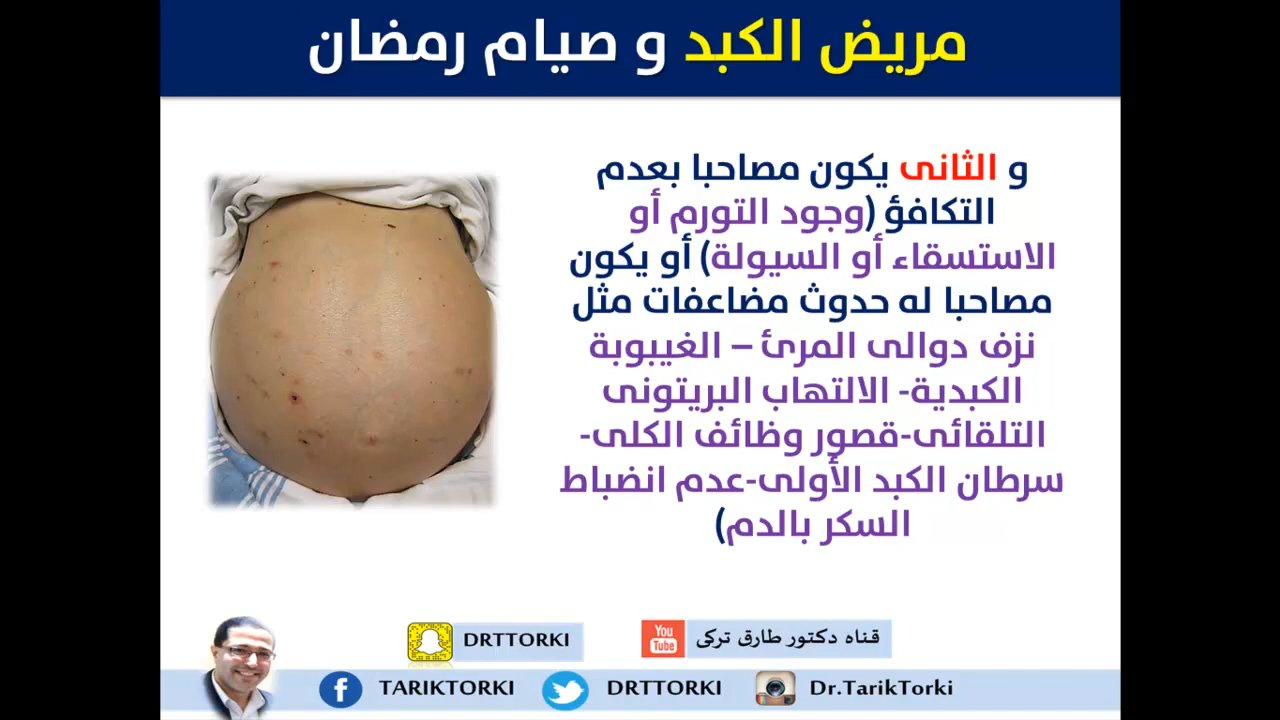 مريض الكبد و صيام رمضان
و الثانى يكون مصاحبا بعدم
التكافؤ (وجود التورم أو
الاستسقاء أو السيولة) أو يكون
مصاحبا له حدوث مضاعفات مثل
نزف دوالى المرئ – الغيبوبة
الكبدية- الالتهاب البريتونى
التلقائى-قصور وظائف الكلى-
سرطان الكبد الأولى-عدم انضباط
السكر بالدم)
DRTTORKI
You Tube قناه دكتور طارق تركى
TARIKTORKI DRTTORKI Dr.TarikTorki